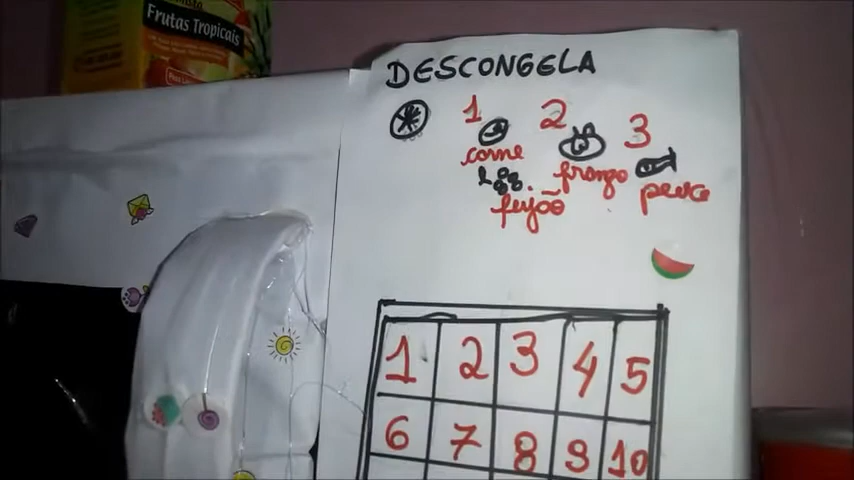 Frutas Tropicais
DESCONGELA
1 2 3
carne frango peixe
feijão
1 2 3 4 5
6 7 8 9 10